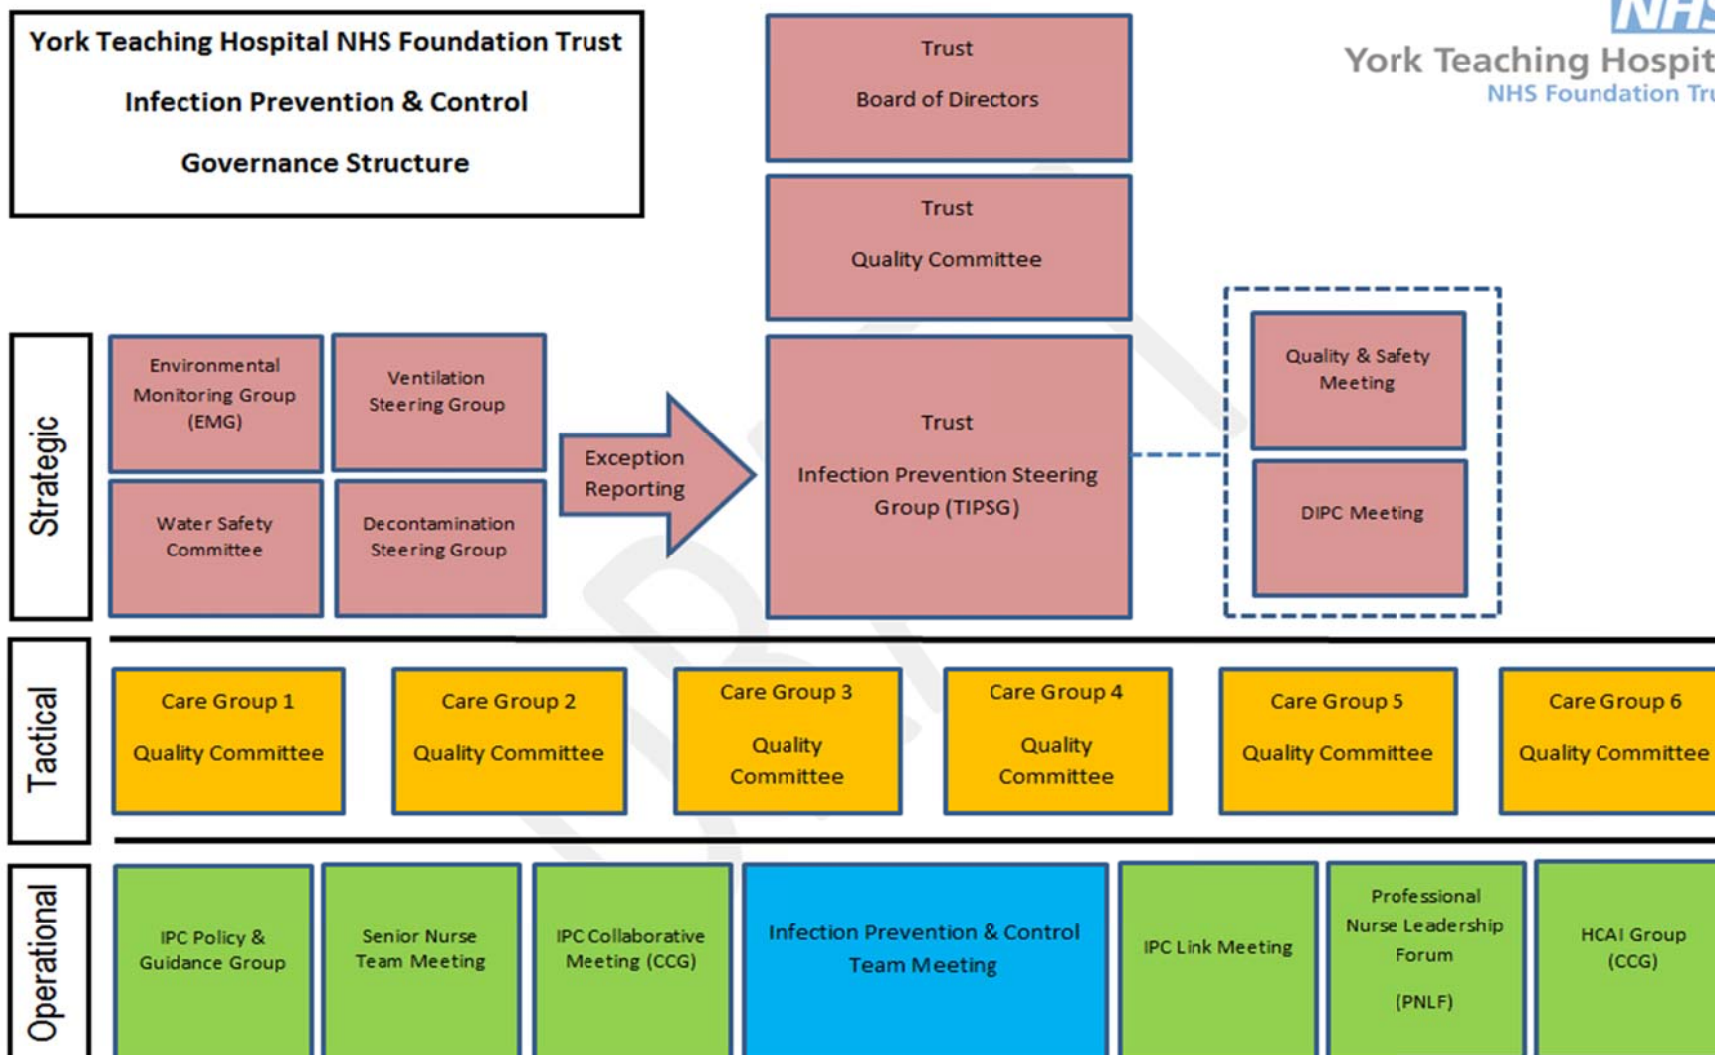 York Teaching Hospital NHS Foundation Trust
Infection Prevention & Control
Governance Structure
Trust
Board of Directors
NHS
York Teaching Hospit
NHS Foundation Tru
Trust
Quality Committee
Strategic
Environmental
Monitoring Group
(EMG)
Ventilation
Steering Group
Water Safety
Committee
Decontamination
Steering Group
Exception
Reporting
Trust
Infection Prevention Steering
Group (TIPSG)
Quality & Safety
Meeting
DIPC Meeting
Tactical
Care Group 1
Quality Committee
Care Group 2
Quality Committee
Care Group 3
Quality
Committee
Care Group 4
Quality
Committee
Care Group 5
Quality Committee
Care Group 6
Quality Committee
Operational
IPC Policy &
Guidance Group
Senior Nurse
Team Meeting
IPC Collaborative
Meeting (CCG)
Infection Prevention & Control
Team Meeting
IPC Link Meeting
Professional
Nurse Leadership
Forum
(PNLF)
HCAI Group
(CCG)